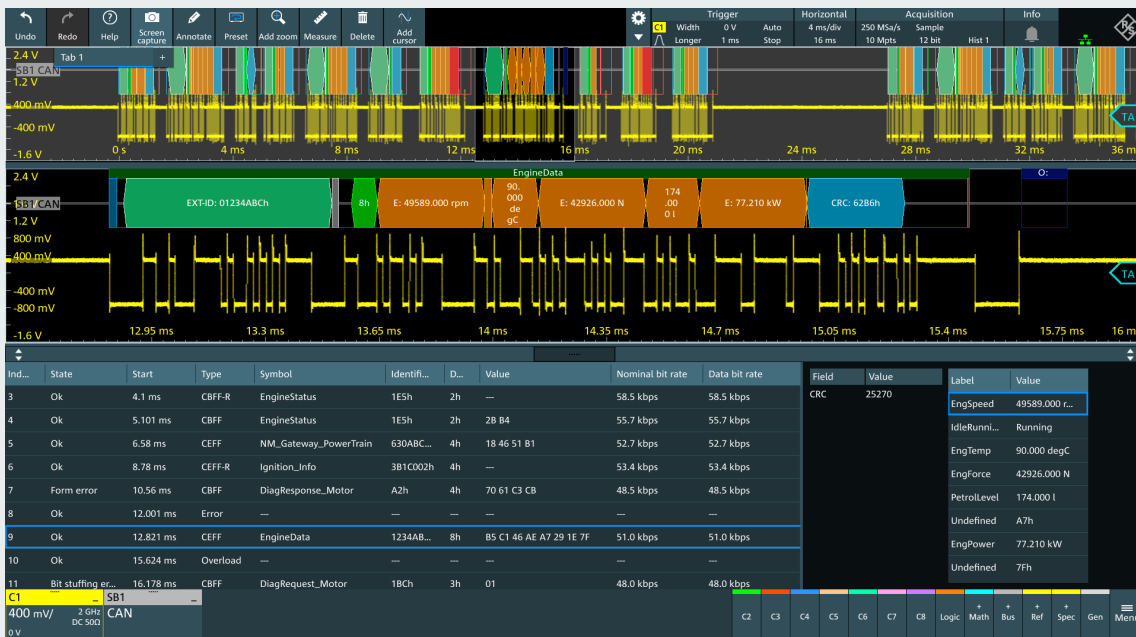 Undo
Redo
Help
Screen capture
Annotate
Preset
Add zoom
Measure
Delete
Add cursor
Trigger
C1 Width 0 V Auto
Longer 1 ms Stop
Horizontal
4 ms/div
16 ms
Acquisition
250 MSa/s Sample
10 Mpts 12 bit Hist 1
Info
R&S
Tab 1 +
2.4 V
SB1 CAN
1.2 V
400 mV
-400 mV
-1.6 V
0 s 4 ms 8 ms 12 ms 16 ms 20 ms 24 ms 28 ms 32 ms 36 m
TA
2.4 V
SB1 CAN
1.2 V
800 mV
400 mV
-400 mV
-800 mV
-1.6 V
EngineData
EXT-ID: 01234ABCh
8h
E: 49589.000 rpm
90.
000
de
gC
E: 42926.000 N
174
.00
0 l
E: 77.210 kW
CRC: 62B6h
O:
TA
12.95 ms 13.3 ms 13.65 ms 14 ms 14.35 ms 14.7 ms 15.05 ms 15.4 ms 15.75 ms 16 m
Ind... State Start Type Symbol Identifi... D... Value Nominal bit rate Data bit rate
3 Ok 4.1 ms CBFF-R EngineStatus 1E5h 2h --- 58.5 kbps 58.5 kbps
4 Ok 5.101 ms CBFF EngineStatus 1E5h 2h 2B B4 55.7 kbps 55.7 kbps
5 Ok 6.58 ms CEFF NM_Gateway_PowerTrain 630ABC... 4h 18 46 51 B1 52.7 kbps 52.7 kbps
6 Ok 8.78 ms CEFF-R Ignition_Info 3B1C002h 4h --- 53.4 kbps 53.4 kbps
7 Form error 10.56 ms CBFF DiagResponse_Motor A2h 4h 70 61 C3 CB 48.5 kbps 48.5 kbps
8 Ok 12.001 ms Error --- --- --- --- --- ---
9 Ok 12.821 ms CEFF EngineData 1234AB... 8h B5 C1 46 AE A7 29 1E 7F 51.0 kbps 51.0 kbps
10 Ok 15.624 ms Overload --- --- --- --- --- ---
11 Bit stuffing er... 16.178 ms CBFF DiagRequest_Motor 1BCh 3h 01 48.0 kbps 48.0 kbps
Field Value
CRC 25270
Label Value
EngSpeed 49589.000 r...
IdleRunni... Running
EngTemp 90.000 degC
EngForce 42926.000 N
PetrolLevel 174.000 l
Undefined A7h
EngPower 77.210 kW
Undefined 7Fh
C1
400 mV/ 2 GHz
DC 50Ω
0 V
SB1
CAN
C2 C3 C4 C5 C6 C7 C8 Logic + Math + Bus + Ref + Spec Gen Menu